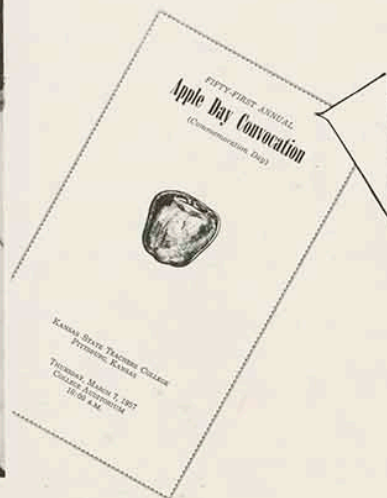 FIFTY-FIRST ANNUAL
Apple Day Convocation
(Commemoration Day)
KANSAS STATE TEACHERS COLLEGE
PITTSBURG, KANSAS
THURSDAY, MARCH 7, 1957
COLLEGE AUDITORIUM
10:00 A.M.